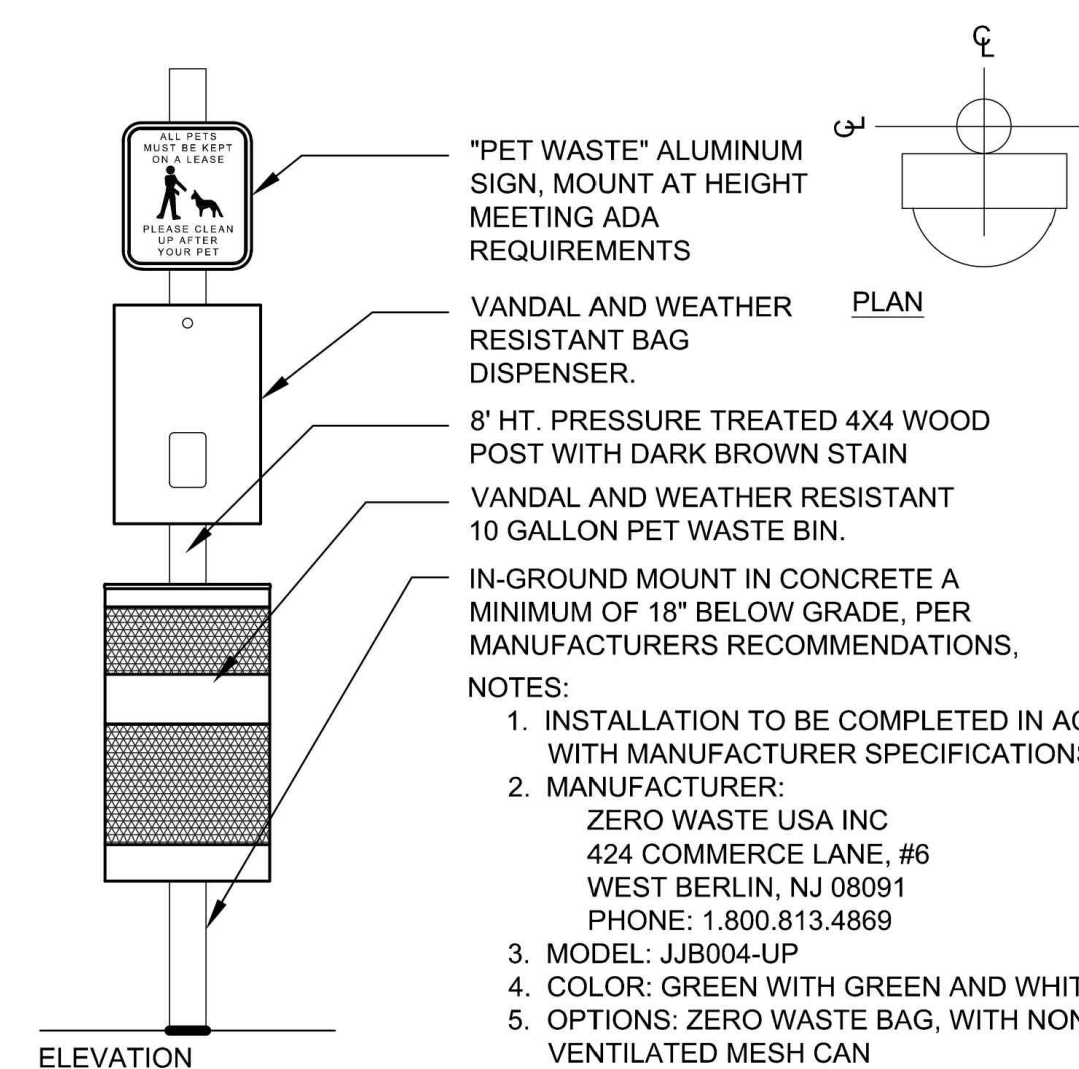 ALL PETS
MUST BE KEPT
ON A LEASE
PLEASE CLEAN
UP AFTER
YOUR PET
"PET WASTE" ALUMINUM
SIGN, MOUNT AT HEIGHT
MEETING ADA
REQUIREMENTS
PLAN
VANDAL AND WEATHER
RESISTANT BAG
DISPENSER.
8' HT. PRESSURE TREATED 4X4 WOOD
POST WITH DARK BROWN STAIN
VANDAL AND WEATHER RESISTANT
10 GALLON PET WASTE BIN.
IN-GROUND MOUNT IN CONCRETE A
MINIMUM OF 18" BELOW GRADE, PER
MANUFACTURERS RECOMMENDATIONS,
NOTES:
1. INSTALLATION TO BE COMPLETED IN
WITH MANUFACTURER SPECIFICATIONS
2. MANUFACTURER:
ZERO WASTE USA INC
424 COMMERCE LANE, #6
WEST BERLIN, NJ 08091
PHONE: 1.800.813.4869
3. MODEL: JJB004-UP
4. COLOR: GREEN WITH GREEN AND
5. OPTIONS: ZERO WASTE BAG, WITH
VENTILATED MESH CAN
ELEVATION